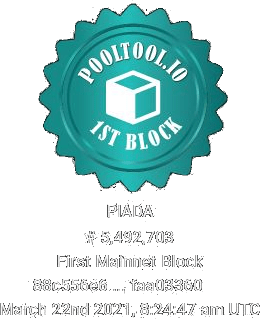 POOLTOOL.IO
1ST BLOCK
PIADA
# 5,492,703
First Mainnet Block
88c556e6.....faa03360
March 22nd 2021, 8:24:47 am UTC